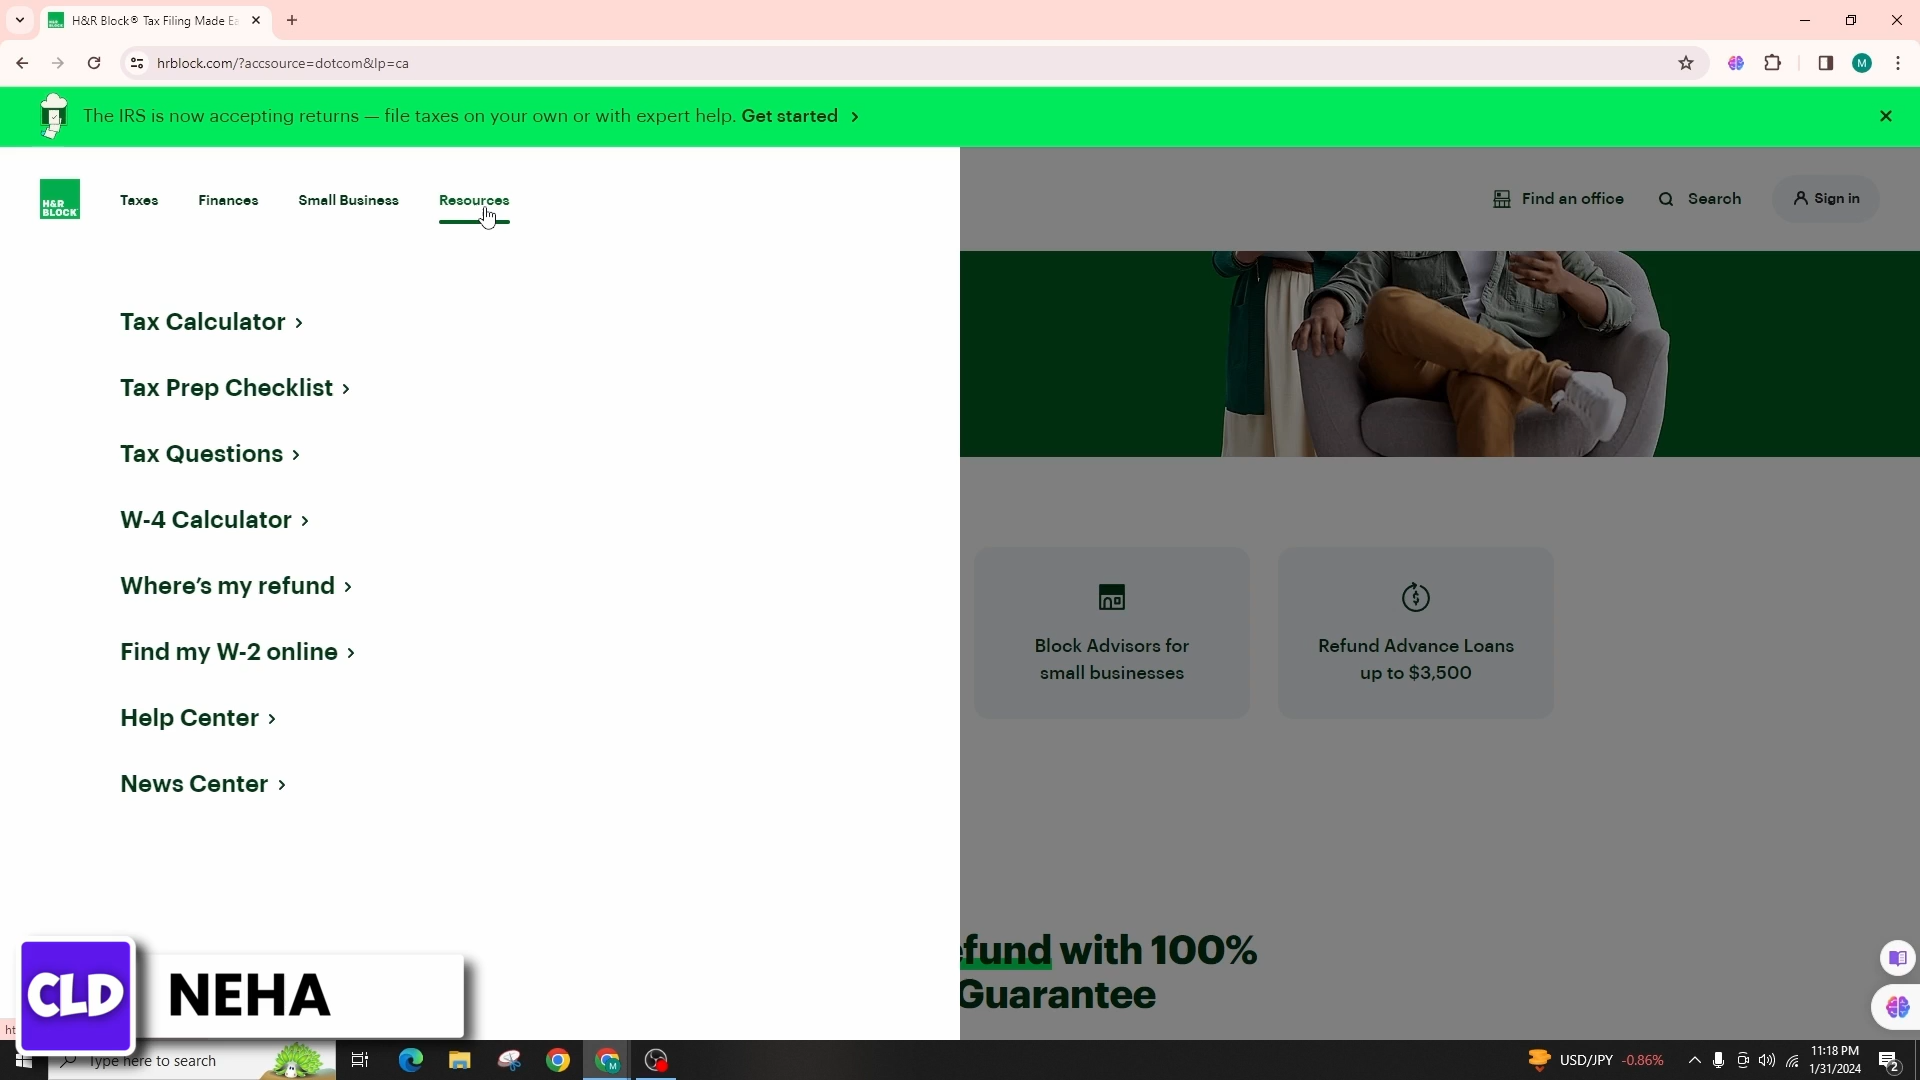 H&R Block® Tax Filing Made Ea
hrblock.com/?accsource=dotcom&lp=ca
M
The IRS is now accepting returns — file taxes on your own or with expert help. Get started
H&R BLOCK
Taxes
Finances
Small Business
Resources
Find an office
Search
Sign in
Tax Calculator
Tax Prep Checklist
Tax Questions
W-4 Calculator
Where's my refund
Find my W-2 online
Help Center
News Center
Block Advisors for
small businesses
Refund Advance Loans
up to $3,500
efund with 100%
Guarantee
ht
CLD
NEHA
Type here to search
M
USD/JPY -0.86%
11:18 PM
1/31/2024
2